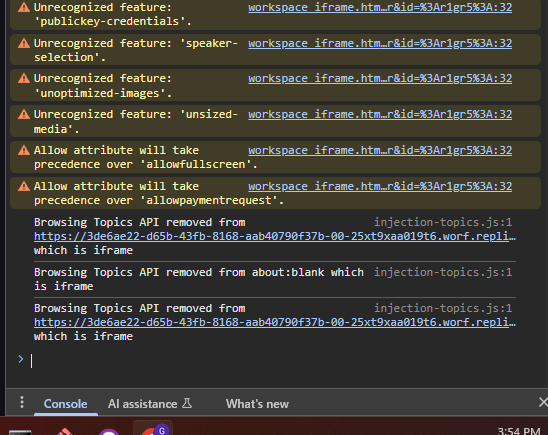 Unrecognized feature: workspace_iframe.htm…r&id=%3Ar1gr5%3A:32
'publickey-credentials'.
Unrecognized feature: 'speaker- workspace_iframe.htm…r&id=%3Ar1gr5%3A:32
selection'.
Unrecognized feature: workspace_iframe.htm…r&id=%3Ar1gr5%3A:32
'unoptimized-images'.
Unrecognized feature: 'unsized- workspace_iframe.htm…r&id=%3Ar1gr5%3A:32
media'.
Allow attribute will take workspace_iframe.htm…r&id=%3Ar1gr5%3A:32
precedence over 'allowfullscreen'.
Allow attribute will take workspace_iframe.htm…r&id=%3Ar1gr5%3A:32
precedence over 'allowpaymentrequest'.
Browsing Topics API removed from injection-topics.js:1
https://3de6ae22-d65b-43fb-8168-aab40790f37b-00-25xt9xaa019t6.worf.repli…
which is iframe
Browsing Topics API removed from about:blank which injection-topics.js:1
is iframe
Browsing Topics API removed from injection-topics.js:1
https://3de6ae22-d65b-43fb-8168-aab40790f37b-00-25xt9xaa019t6.worf.repli…
which is iframe
>
Console AI assistance What's new
G
3:54 PM